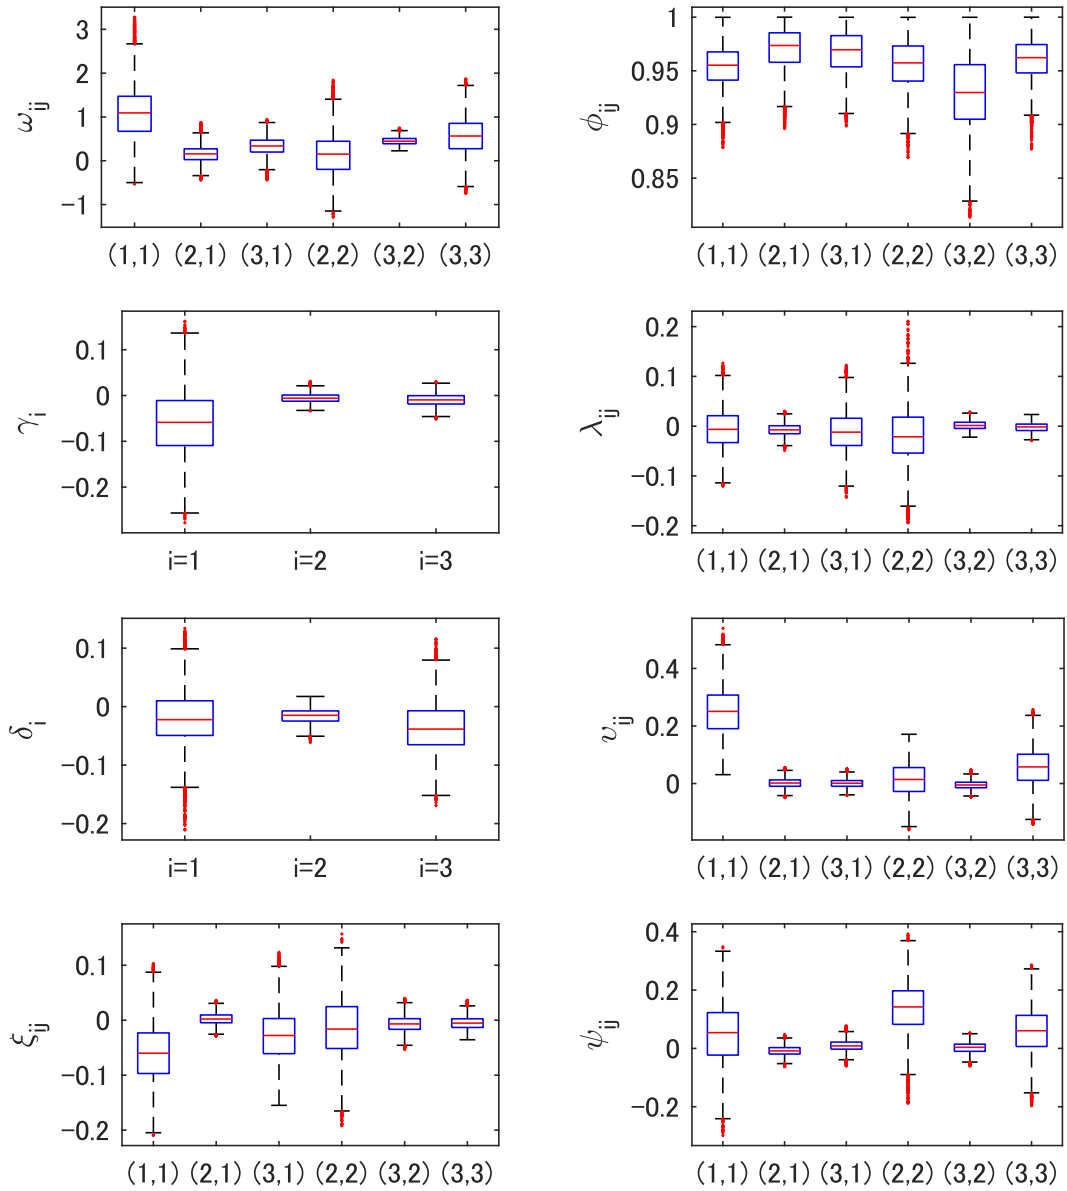 ω_ij
3
2
1
0
−1
(1,1) (2,1) (3,1) (2,2) (3,2) (3,3)
ϕ_ij
1
0.95
0.9
0.85
(1,1) (2,1) (3,1) (2,2) (3,2) (3,3)
γ_i
0.1
0
−0.1
−0.2
i=1 i=2 i=3
λ_ij
0.2
0.1
0
−0.1
−0.2
(1,1) (2,1) (3,1) (2,2) (3,2) (3,3)
δ_i
0.1
0
−0.1
−0.2
i=1 i=2 i=3
υ_ij
0.4
0.2
0
(1,1) (2,1) (3,1) (2,2) (3,2) (3,3)
ξ_ij
0.1
0
−0.1
−0.2
(1,1) (2,1) (3,1) (2,2) (3,2) (3,3)
ψ_ij
0.4
0.2
0
−0.2
(1,1) (2,1) (3,1) (2,2) (3,2) (3,3)